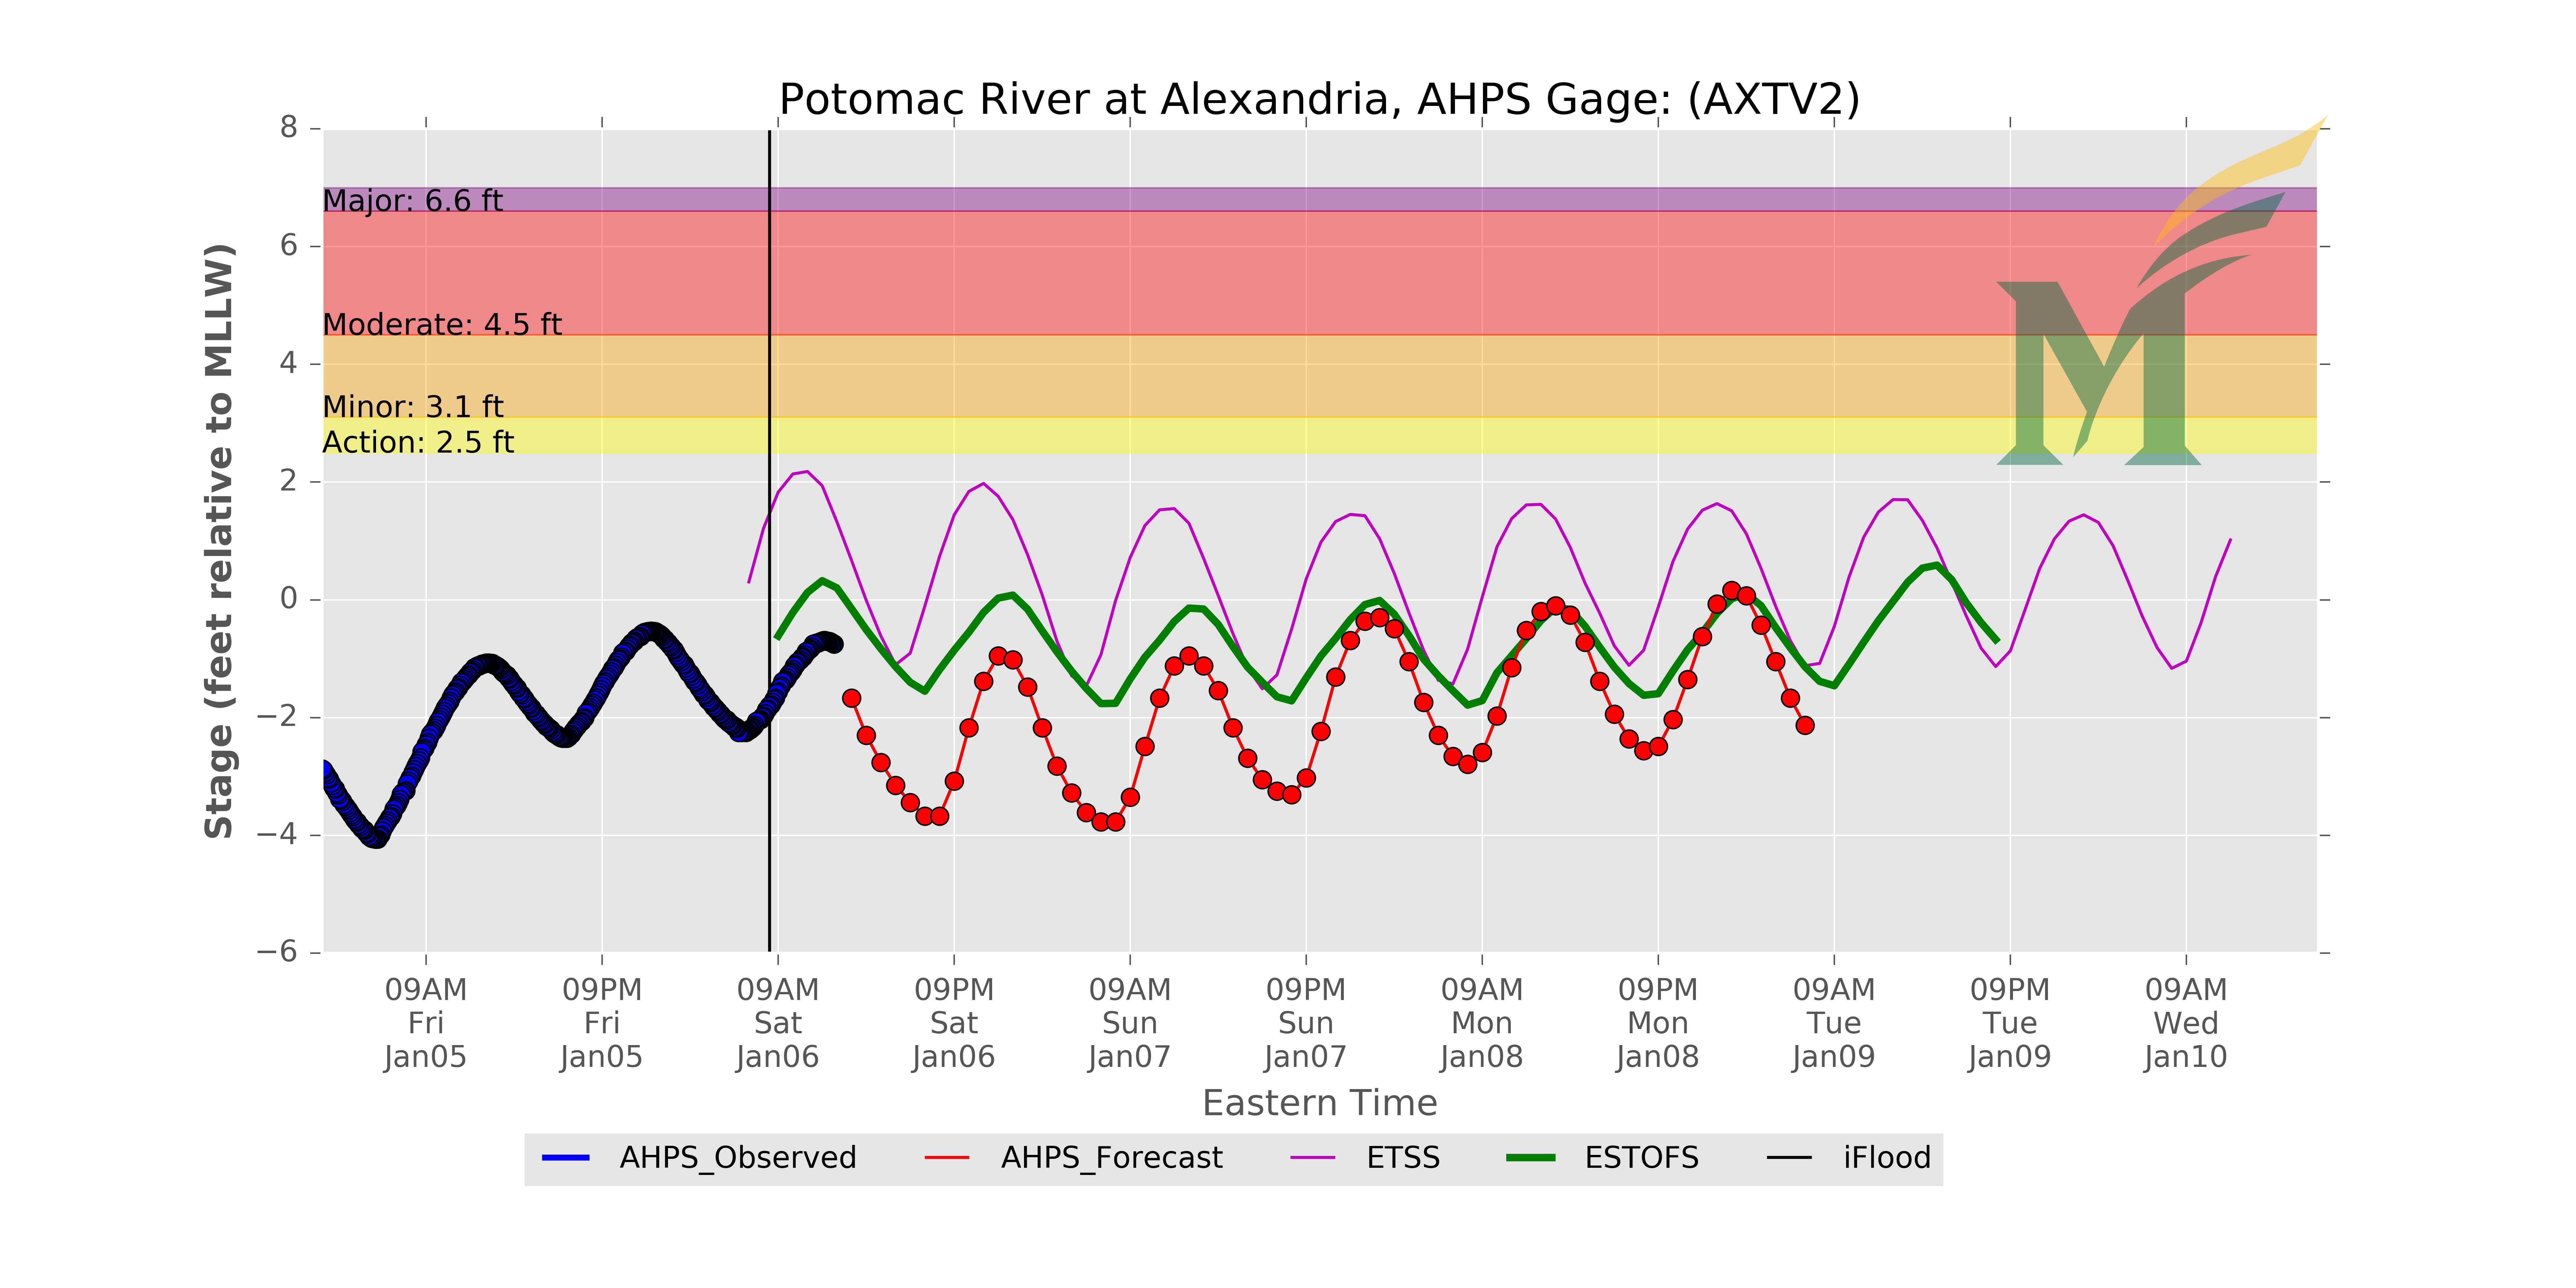 Potomac River at Alexandria, AHPS Gage: (AXTV2)
Stage (feet relative to MLLW)
8
6
4
2
0
−2
−4
−6
Major: 6.6 ft
Moderate: 4.5 ft
Minor: 3.1 ft
Action: 2.5 ft
M
09AM 09PM 09AM 09PM 09AM 09PM 09AM 09PM 09AM 09PM 09AM
Fri Fri Sat Sat Sun Sun Mon Mon Tue Tue Wed
Jan05 Jan05 Jan06 Jan06 Jan07 Jan07 Jan08 Jan08 Jan09 Jan09 Jan10
Eastern Time
AHPS_Observed AHPS_Forecast ETSS ESTOFS iFlood